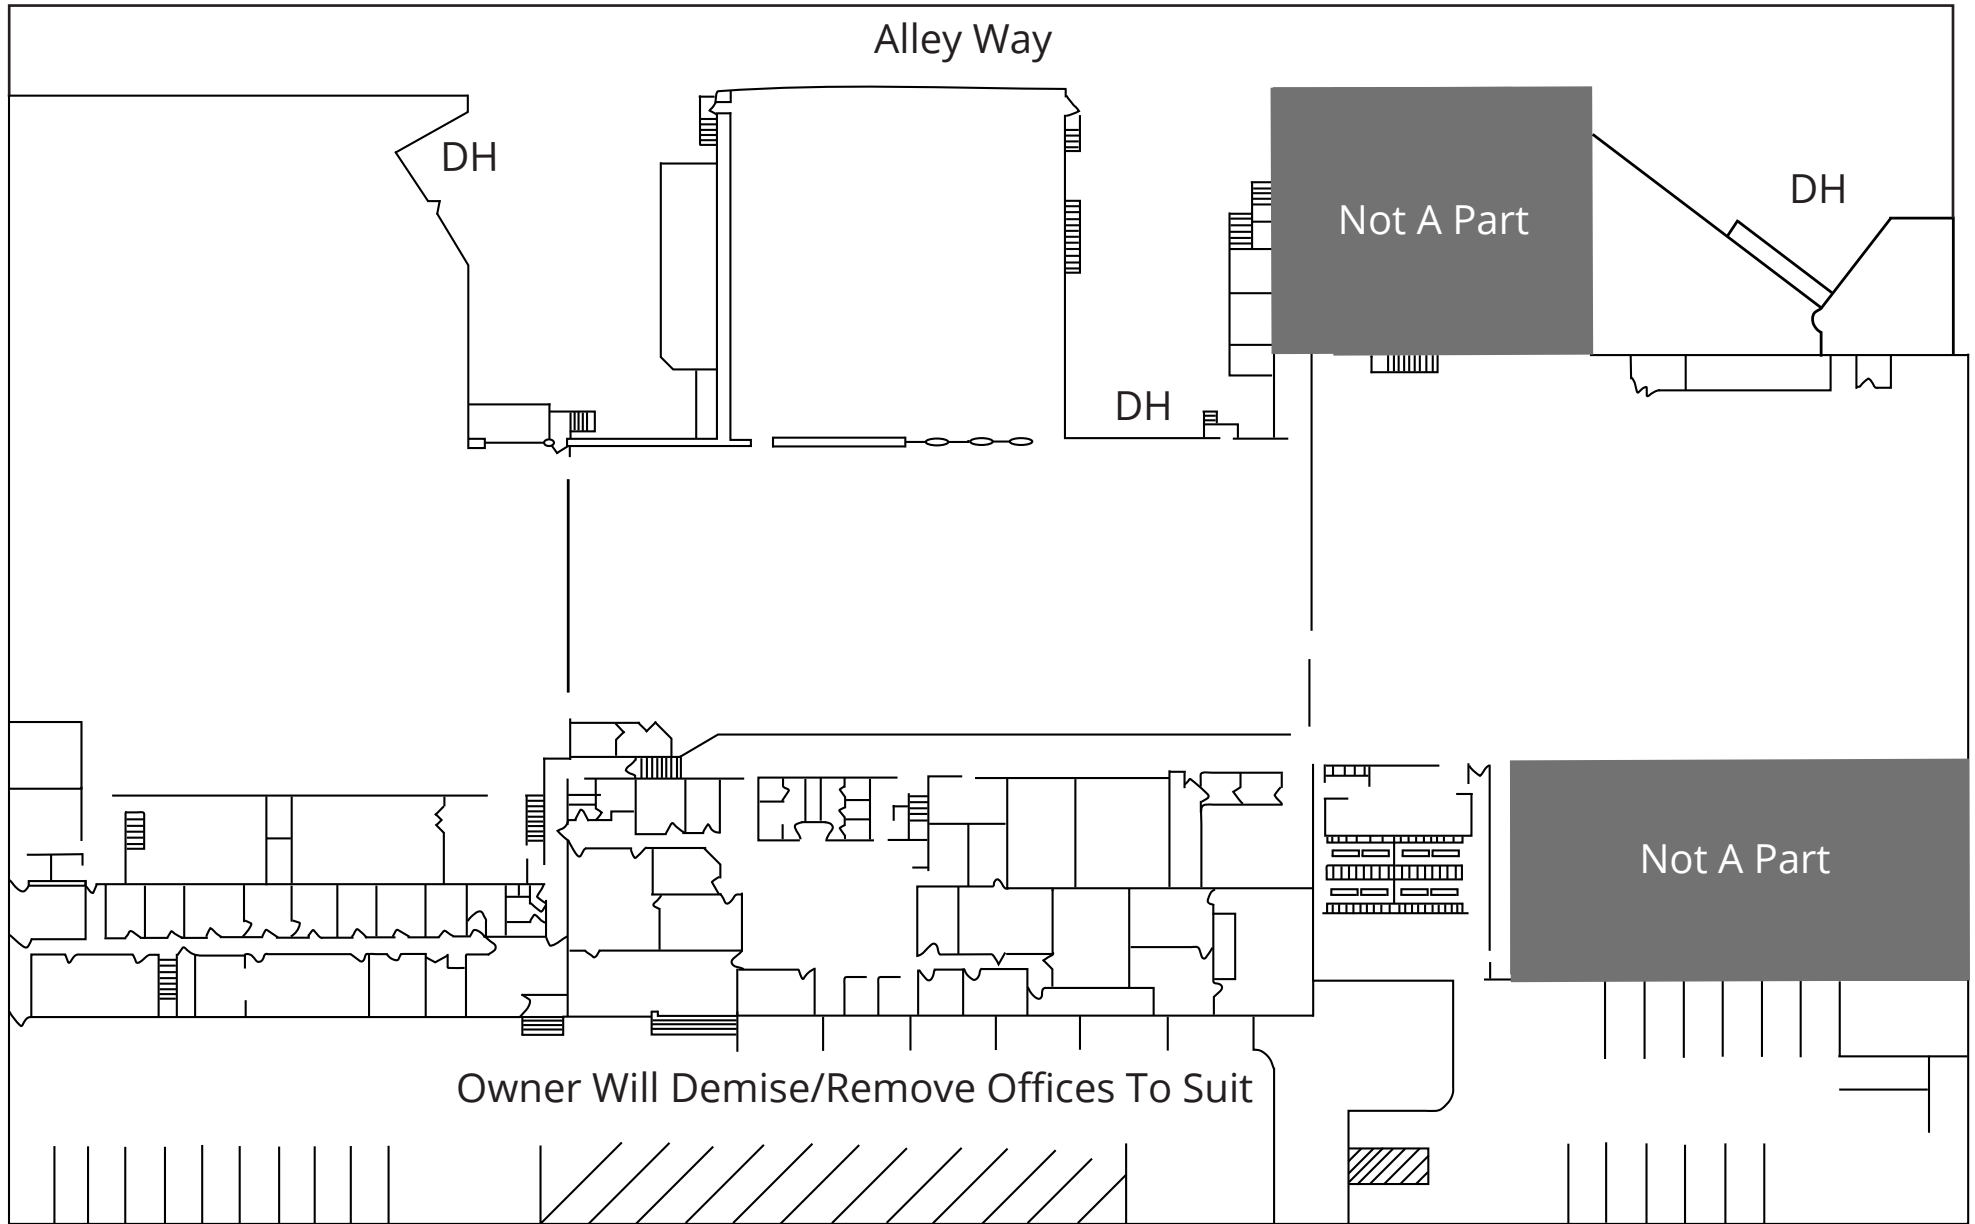 Alley Way
DH
DH
Not A Part
DH
Not A Part
Owner Will Demise/Remove Offices To Suit